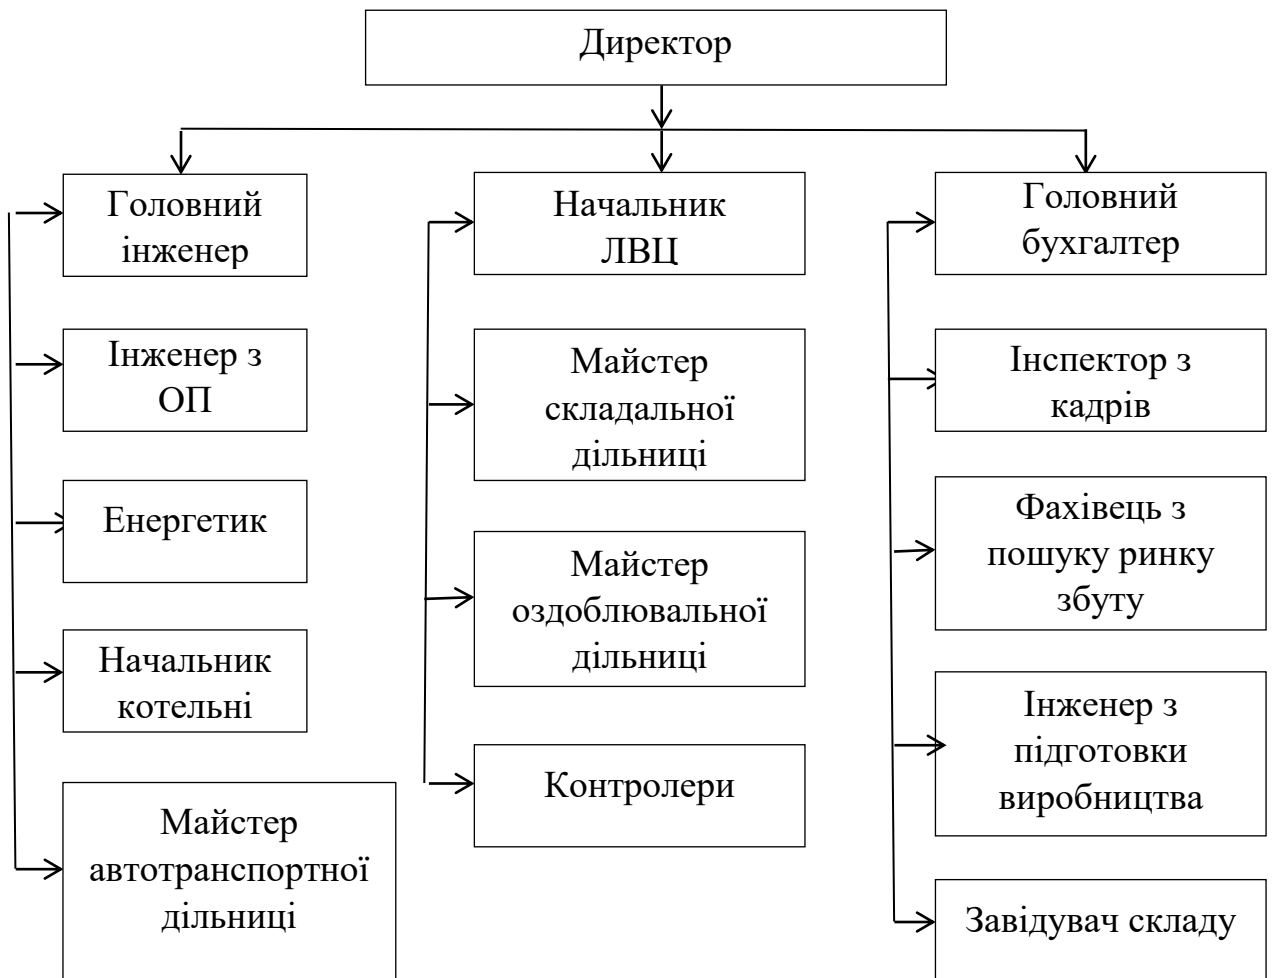 Директор
Головний
інженер
Інженер з
ОП
Енергетик
Начальник
котельні
Майстер
автотранспортної
дільниці
Начальник
ЛВЦ
Майстер
складальної
дільниці
Майстер
оздоблювальної
дільниці
Контролери
Головний
бухгалтер
Інспектор з
кадрів
Фахівець з
пошуку ринку
збуту
Інженер з
підготовки
виробництва
Завідувач складу